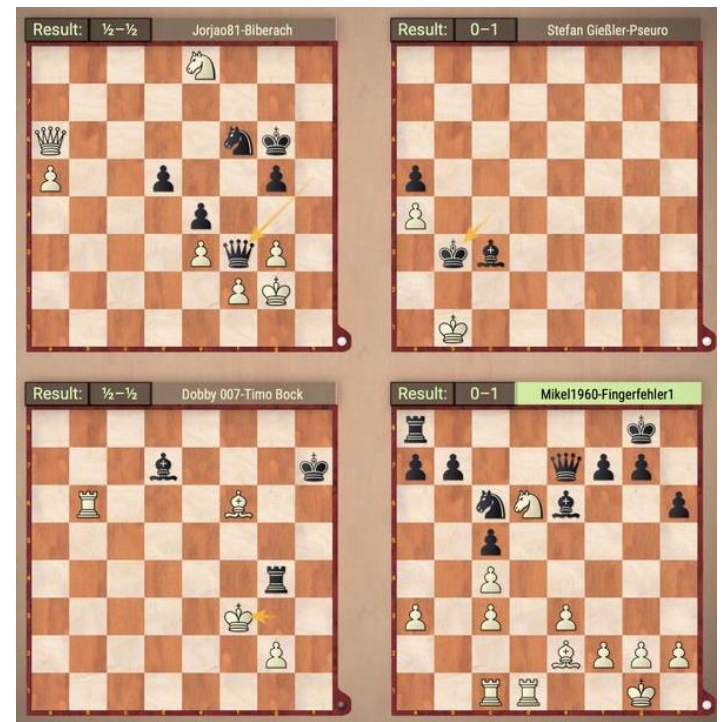 Result: ½–½ Jorjao81-Biberach
Result: 0–1 Stefan Gießler-Pseuro
Result: ½–½ Dobby 007-Timo Bock
Result: 0–1 Mikel1960-Fingerfehler1